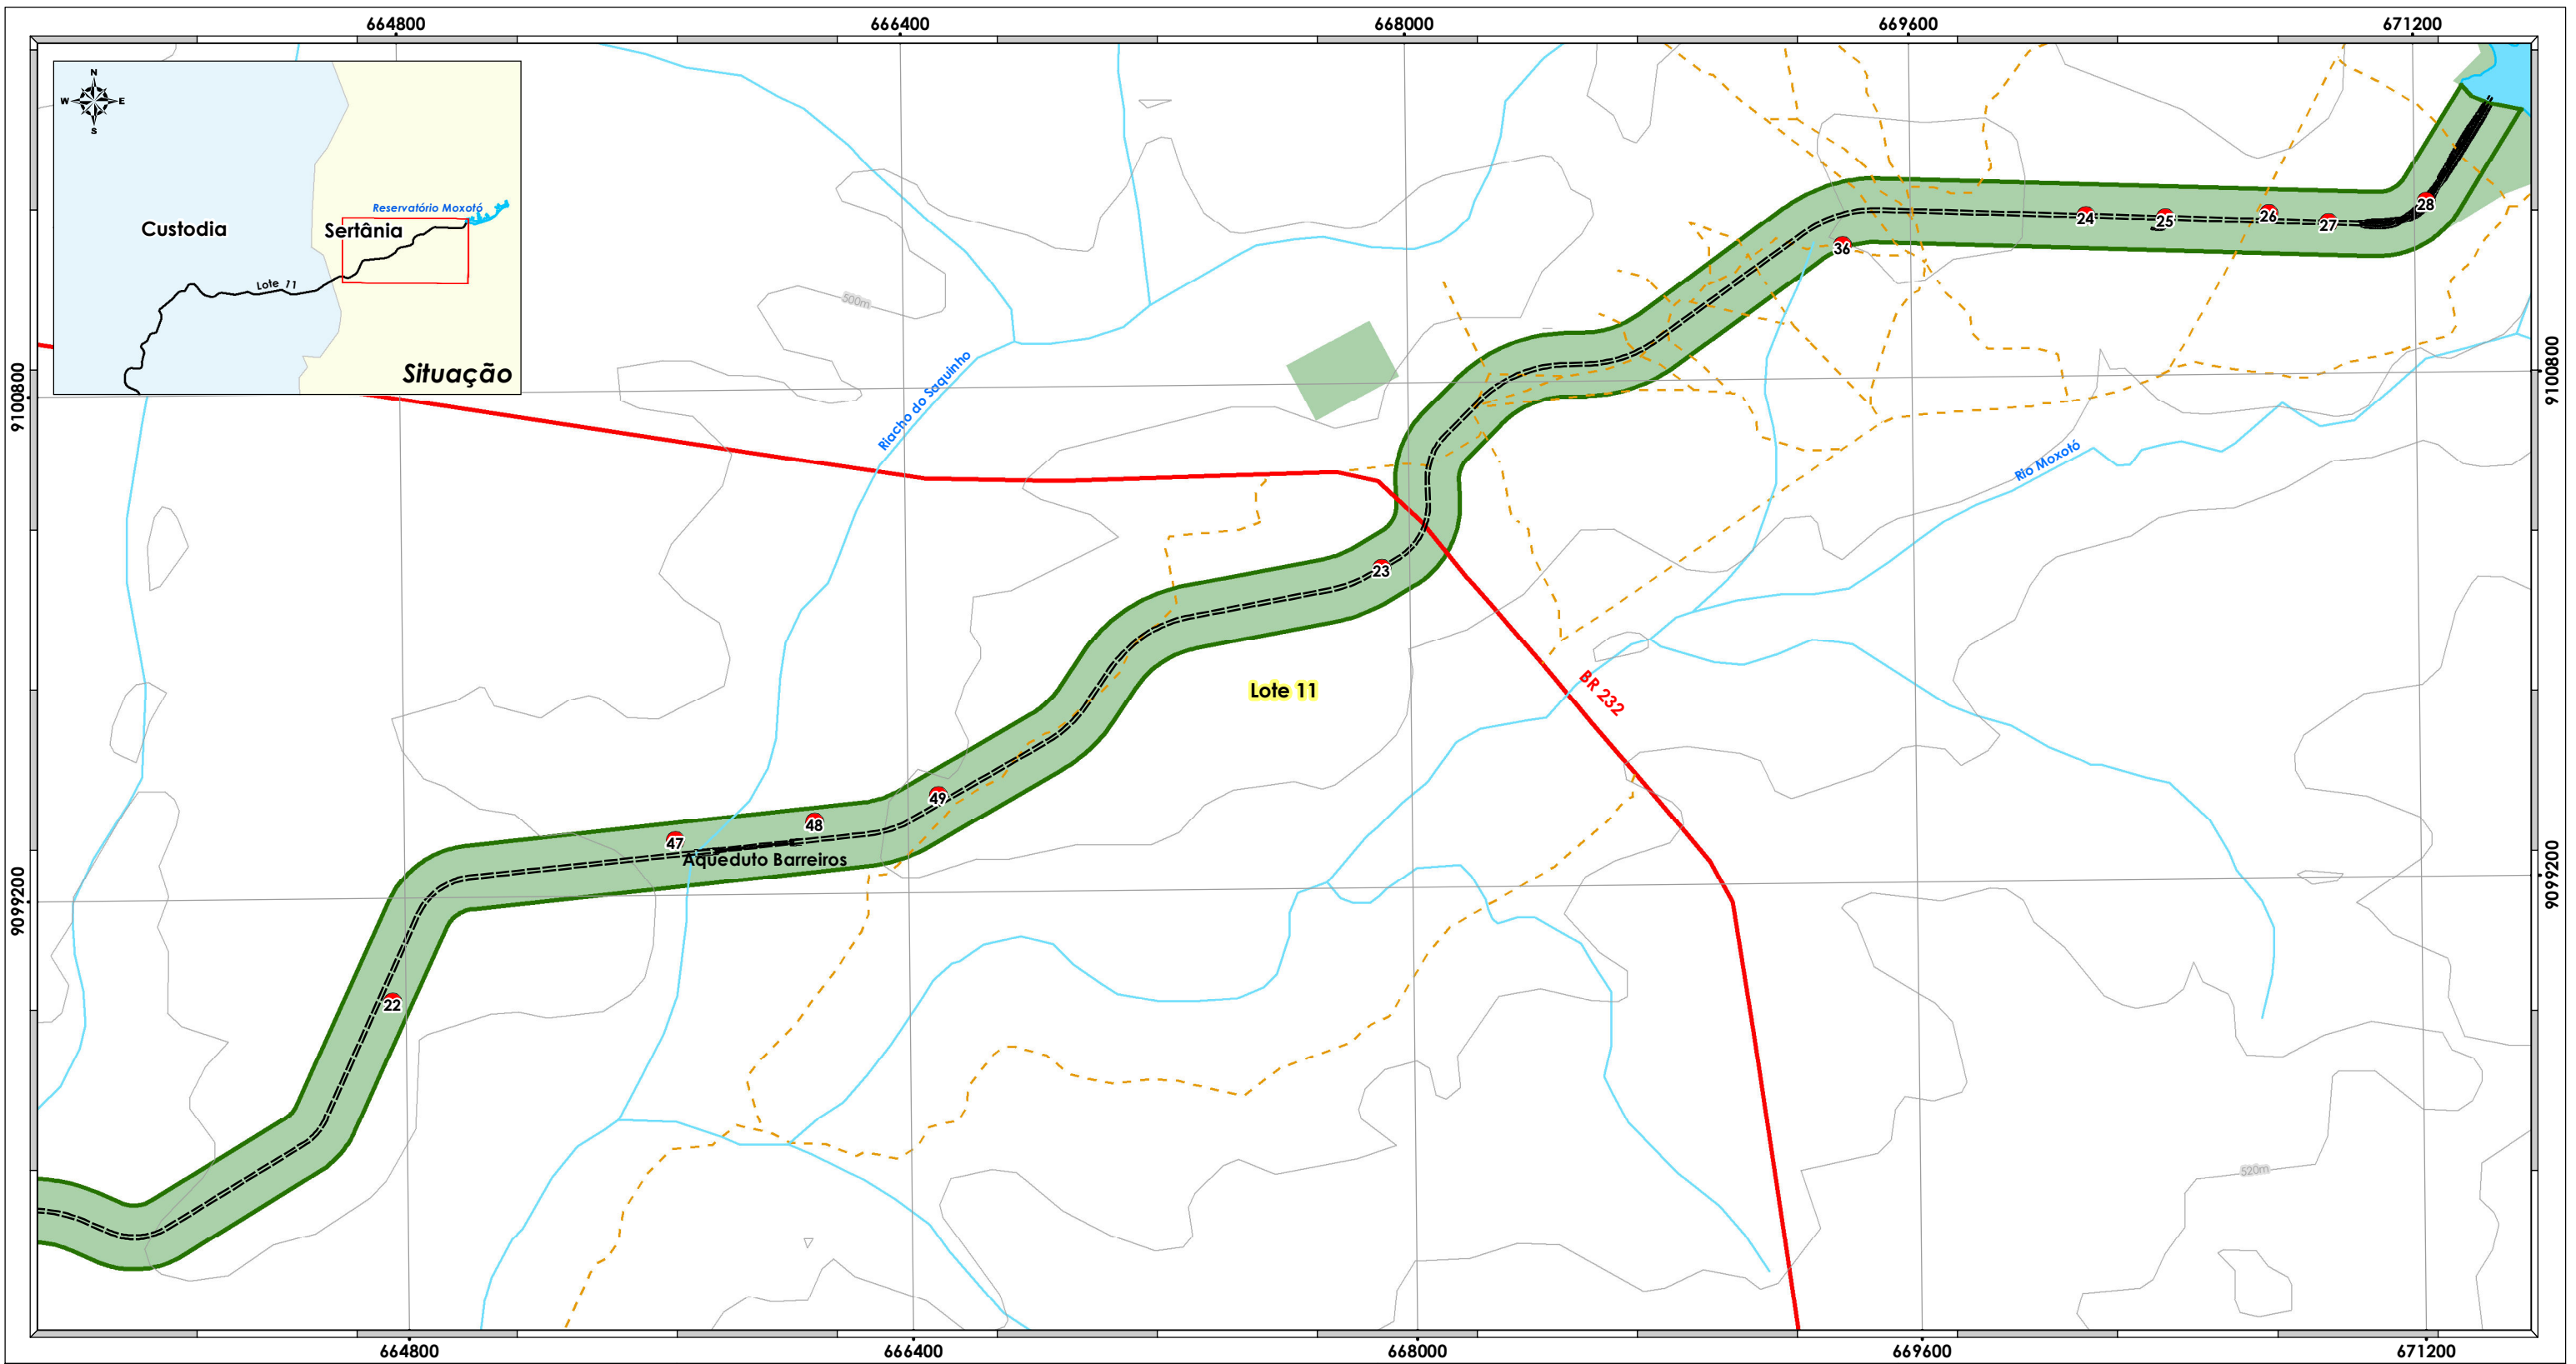 664800 666400 668000 669600 671200
N
W E
S
Custodia
Sertânia
Reservatório Moxotó
Lote 11
Situação
9100800
9100800
500m
Riacho do Saquinho
24 25 26 27 28
36
Rio Moxotó
23
Lote 11
BR 232
49
48
47
Aqueduto Barreiros
9099200
9099200
22
520m
664800 666400 668000 669600 671200